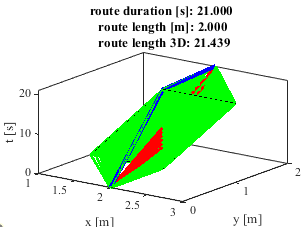 route duration [s]: 21.000
route length [m]: 2.000
route length 3D: 21.439
20
10
0
t [s]
1
1.5
2
2.5
3
x [m]
0
1
2
y [m]